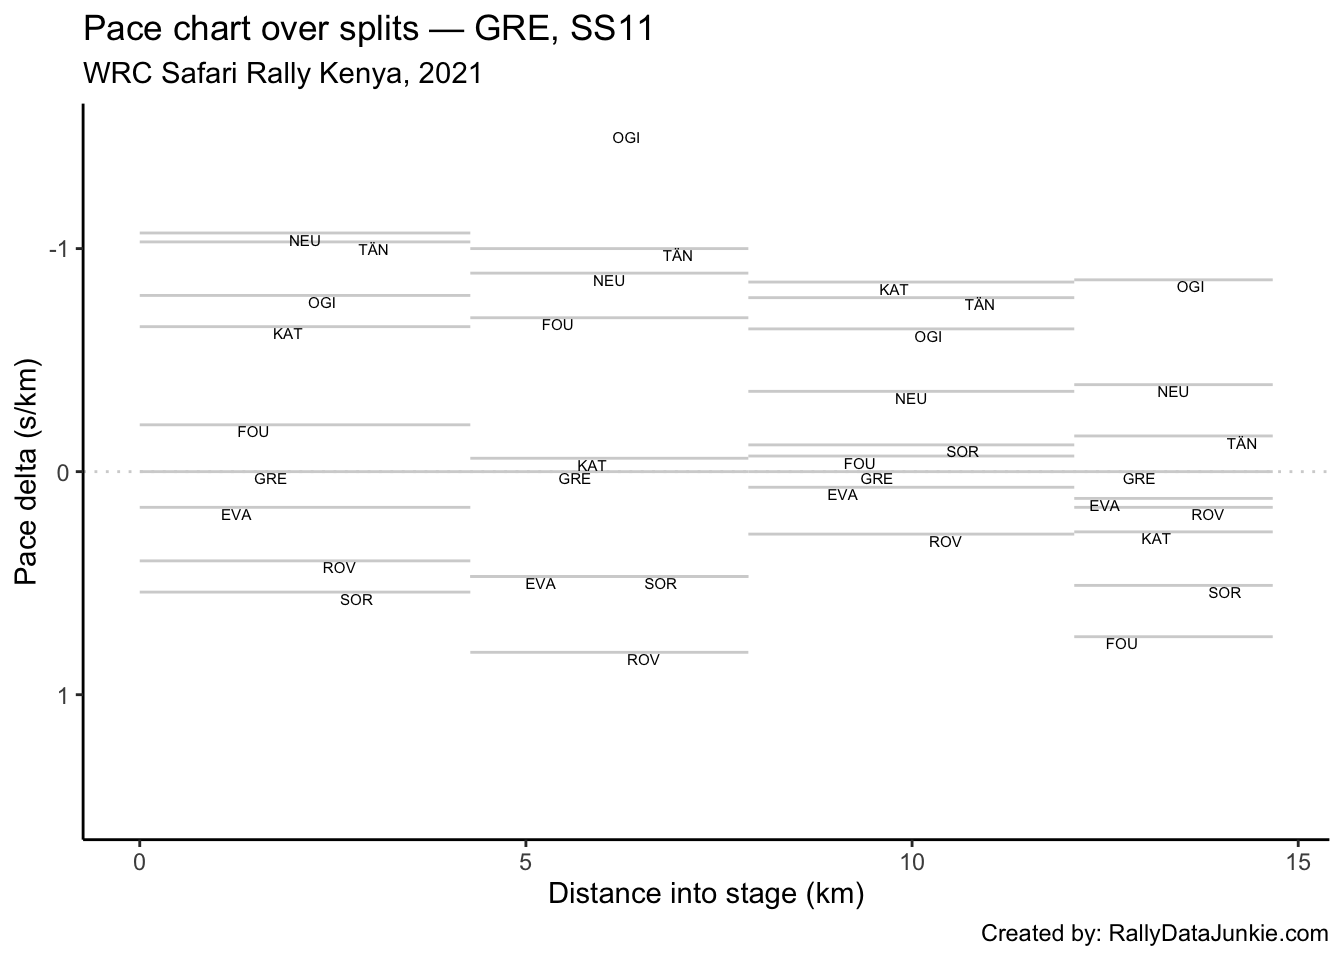 Pace chart over splits — GRE, SS11
WRC Safari Rally Kenya, 2021
OGI
NEU
TÄN
-1
TÄN
NEU
OGI
KAT
OGI
KAT
TÄN
FOU
KAT
OGI
NEU
NEU
FOU
TÄN
SOR
FOU
KAT
0
GRE
GRE
GRE
GRE
EVA
EVA
EVA
ROV
ROV
KAT
ROV
EVA
SOR
SOR
SOR
FOU
ROV
1
Pace delta (s/km)
0
5
10
15
Distance into stage (km)
Created by: RallyDataJunkie.com